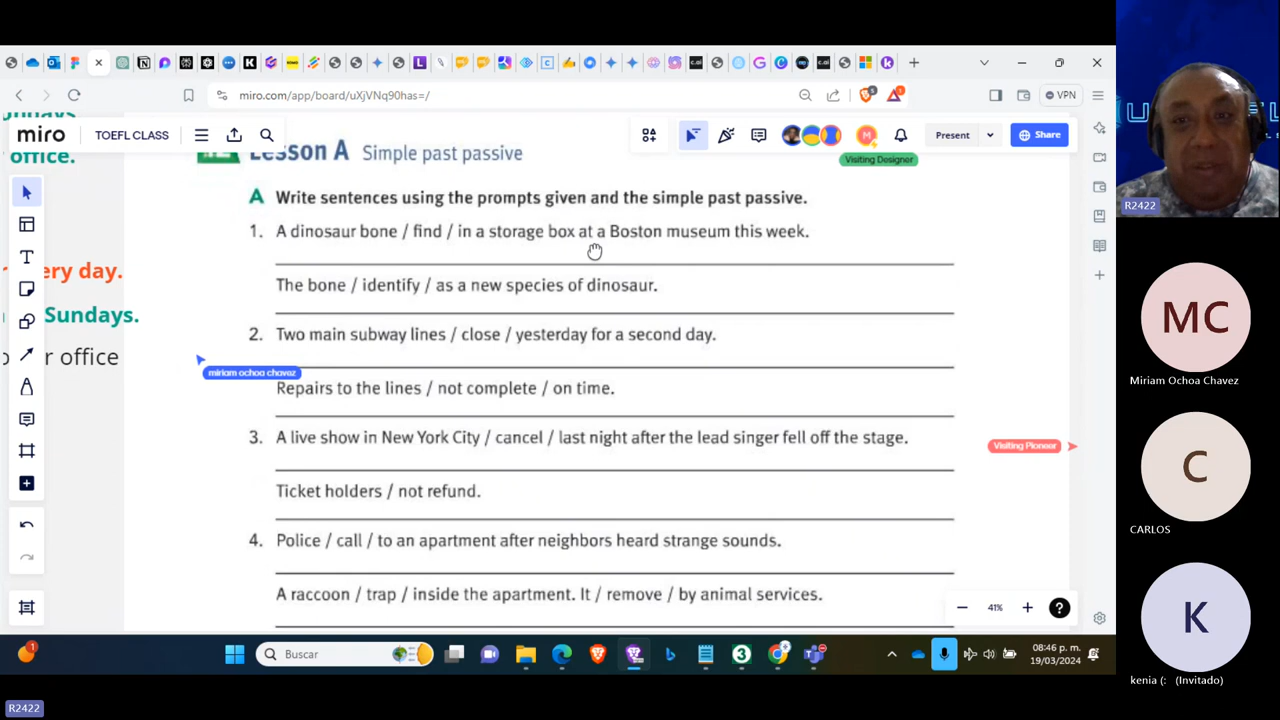 miro.com/app/board/uXjVNq90has=/
VPN
miro
TOEFL CLASS
Present
Share
Visiting Designer
office.
ery day.
Sundays.
r office
Lesson A Simple past passive
A Write sentences using the prompts given and the simple past passive.
1. A dinosaur bone / find / in a storage box at a Boston museum this week.
The bone / identify / as a new species of dinosaur.
2. Two main subway lines / close / yesterday for a second day.
miriam ochoa chavez
Repairs to the lines / not complete / on time.
3. A live show in New York City / cancel / last night after the lead singer fell off the stage.
Visiting Pioneer
Ticket holders / not refund.
4. Police / call / to an apartment after neighbors heard strange sounds.
A raccoon / trap / inside the apartment. It / remove / by animal services.
41%
Buscar
08:46 p. m.
19/03/2024
R2422
R2422
MC
Miriam Ochoa Chavez
C
CARLOS
K
kenia (: (Invitado)